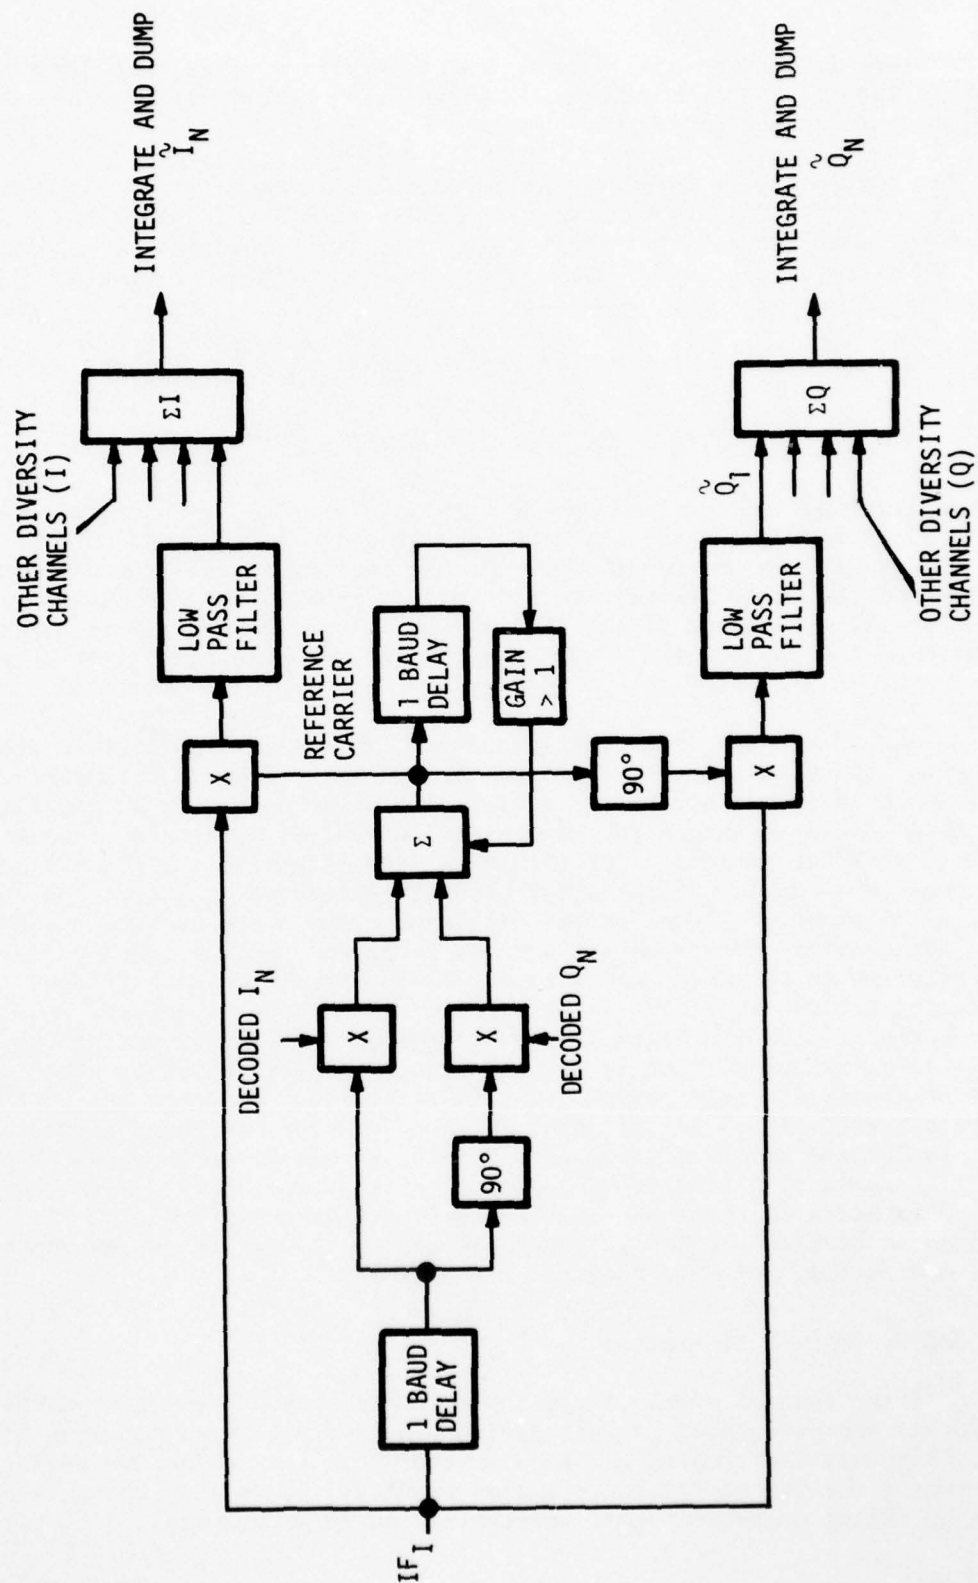 OTHER DIVERSITY
CHANNELS (I)
ΣI
INTEGRATE AND DUMP
Ĩ_N
LOW
PASS
FILTER
X
REFERENCE
CARRIER
1 BAUD
DELAY
GAIN
> 1
DECODED I_N
X
Σ
IF_I
1 BAUD
DELAY
90°
X
DECODED Q_N
90°
X
LOW
PASS
FILTER
Q̃_1
ΣQ
INTEGRATE AND DUMP
Q̃_N
OTHER DIVERSITY
CHANNELS (Q)